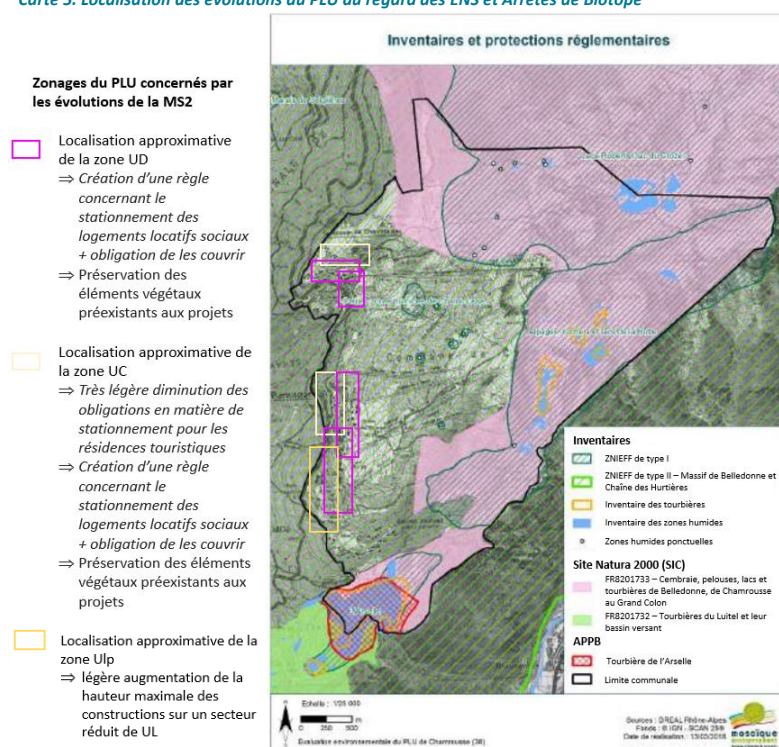 Carte 3: Localisation des évolutions du PLU au regard des ENS et Arrêtés de Biotope
Zonages du PLU concernés par
les évolutions de la MS2
Localisation approximative
de la zone UD
⇒ Création d'une règle
concernant le
stationnement des
logements locatifs sociaux
+ obligation de les couvrir
⇒ Préservation des
éléments végétaux
préexistants aux projets
Localisation approximative de
la zone UC
⇒ Très légère diminution des
obligations en matière de
stationnement pour les
résidences touristiques
⇒ Création d'une règle
concernant le
stationnement des
logements locatifs sociaux
+ obligation de les couvrir
⇒ Préservation des éléments
végétaux préexistants aux
projets
Localisation approximative de la
zone Ulp
⇒ légère augmentation de la
hauteur maximale des
constructions sur un secteur
réduit de UL
Inventaires et protections réglementaires
Inventaires
ZNIEFF de type I
ZNIEFF de type II – Massif de Belledonne et
Chaîne des Hurtières
Inventaire des tourbières
Inventaire des zones humides
Zones humides ponctuelles
Site Natura 2000 (SIC)
FR8201733 – Cembraie, pelouses, lacs et
tourbières de Belledonne, de Chamrousse
au Grand Colon
FR8201732 – Tourbières du Luitel et leur
bassin versant
APPB
Tourbière de l'Arselle
Limite communale
Echelle : 1/25 000
0 250 500 m
Evaluation environnementale du PLU de Chamrousse (38)
Sources : DREAL Rhône-Alpes
Fonds : © IGN - SCAN 25®
Date de réalisation : 13/03/2018
mosaïque
environnement